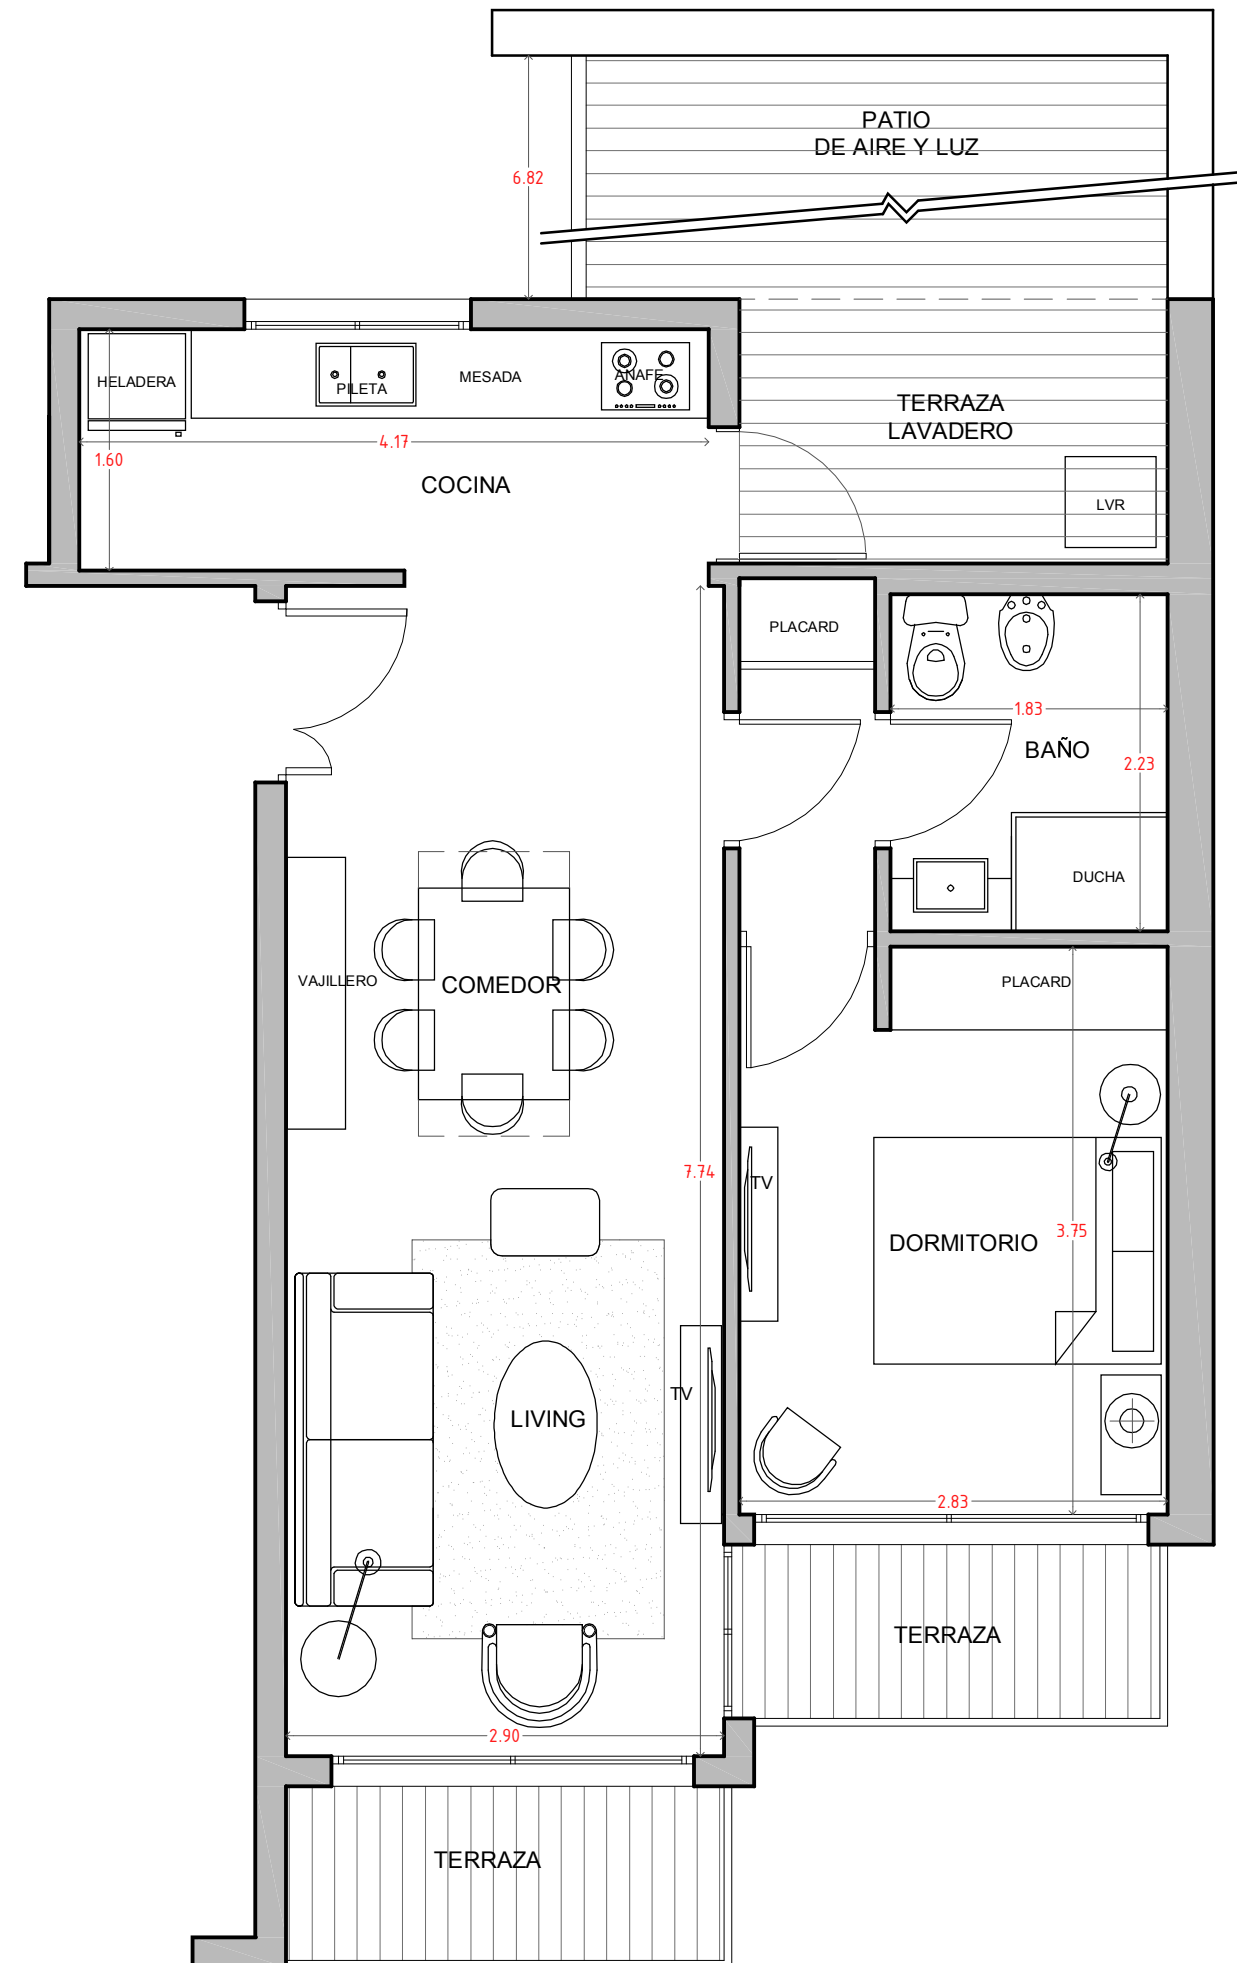 PATIO
DE AIRE Y LUZ
6.82
HELADERA
PILETA
MESADA
ANAFE
TERRAZA
LAVADERO
4.17
1.60
COCINA
LVR
PLACARD
1.83
BAÑO
2.23
DUCHA
VAJILLERO
COMEDOR
PLACARD
7.74
TV
DORMITORIO
3.75
TV
LIVING
2.83
TERRAZA
2.90
TERRAZA